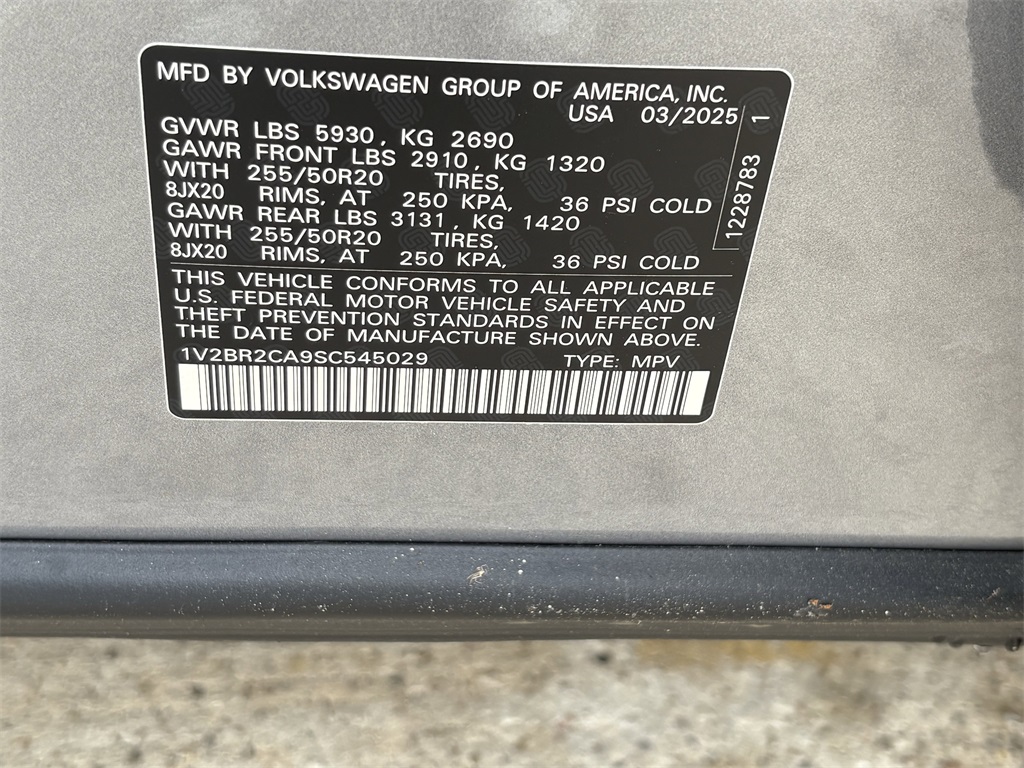 MFD BY VOLKSWAGEN GROUP OF AMERICA, INC.
USA 03/2025
GVWR LBS 5930, KG 2690
GAWR FRONT LBS 2910, KG 1320
WITH 255/50R20 TIRES,
8JX20 RIMS, AT 250 KPA, 36 PSI COLD
GAWR REAR LBS 3131, KG 1420
WITH 255/50R20 TIRES,
8JX20 RIMS, AT 250 KPA, 36 PSI COLD
1228783 1
THIS VEHICLE CONFORMS TO ALL APPLICABLE
U.S. FEDERAL MOTOR VEHICLE SAFETY AND
THEFT PREVENTION STANDARDS IN EFFECT ON
THE DATE OF MANUFACTURE SHOWN ABOVE.
1V2BR2CA9SC545029 TYPE: MPV